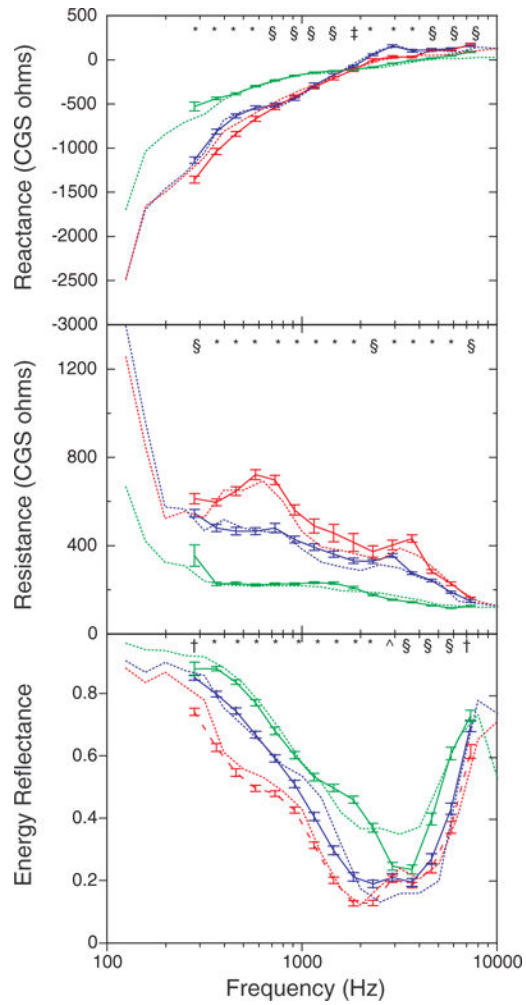 500
* * * * § § § § ‡ * * * § § §
0
-500
-1000
-1500
-2000
-2500
-3000
Reactance (CGS ohms)
§ * * * * * * * * § * * * * §
1200
800
400
0
Resistance (CGS ohms)
† * * * * * * * * * ^ § § § †
0.8
0.6
0.4
0.2
0
Energy Reflectance
100 1000 10000
Frequency (Hz)